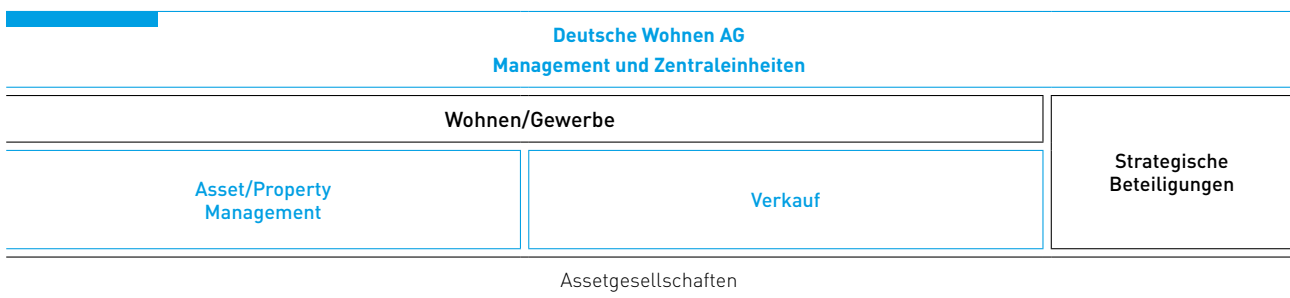 Deutsche Wohnen AG
Management und Zentraleinheiten
Wohnen/Gewerbe
Asset/Property
Management
Verkauf
Strategische
Beteiligungen
Assetgesellschaften